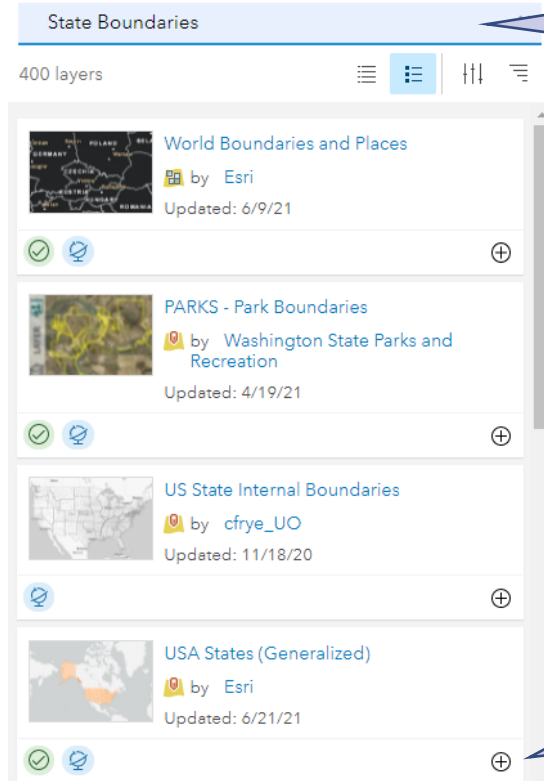 State Boundaries
400 layers
World Boundaries and Places
by Esri
Updated: 6/9/21
LAYER
PARKS - Park Boundaries
by Washington State Parks and
Recreation
Updated: 4/19/21
US State Internal Boundaries
by cfrye_UO
Updated: 11/18/20
USA States (Generalized)
by Esri
Updated: 6/21/21